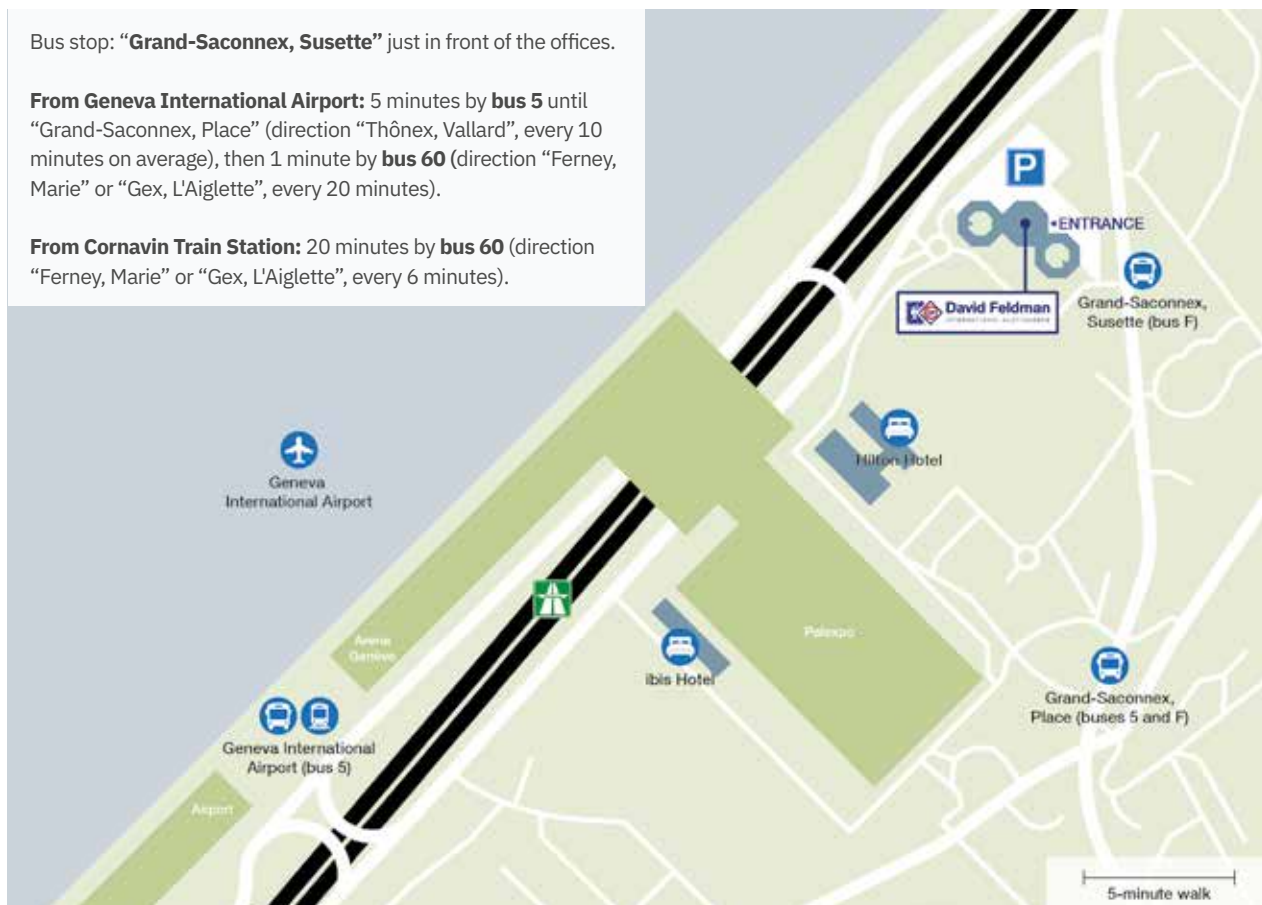 Bus stop: “Grand-Saconnex, Susette” just in front of the offices.
From Geneva International Airport: 5 minutes by bus 5 until
“Grand-Saconnex, Place” (direction “Thônex, Vallard”, every 10
minutes on average), then 1 minute by bus 60 (direction “Ferney,
Marie” or “Gex, L'Aiglette”, every 20 minutes).
From Cornavin Train Station: 20 minutes by bus 60 (direction
“Ferney, Marie” or “Gex, L'Aiglette”, every 6 minutes).
P
ENTRANCE
David Feldman
Grand-Saconnex,
Susette (bus F)
Hilton Hotel
Geneva
International Airport
Arena
Genève
Palexpo
ibis Hotel
Grand-Saconnex,
Place (buses 5 and F)
Geneva International
Airport (bus 5)
Airport
5-minute walk